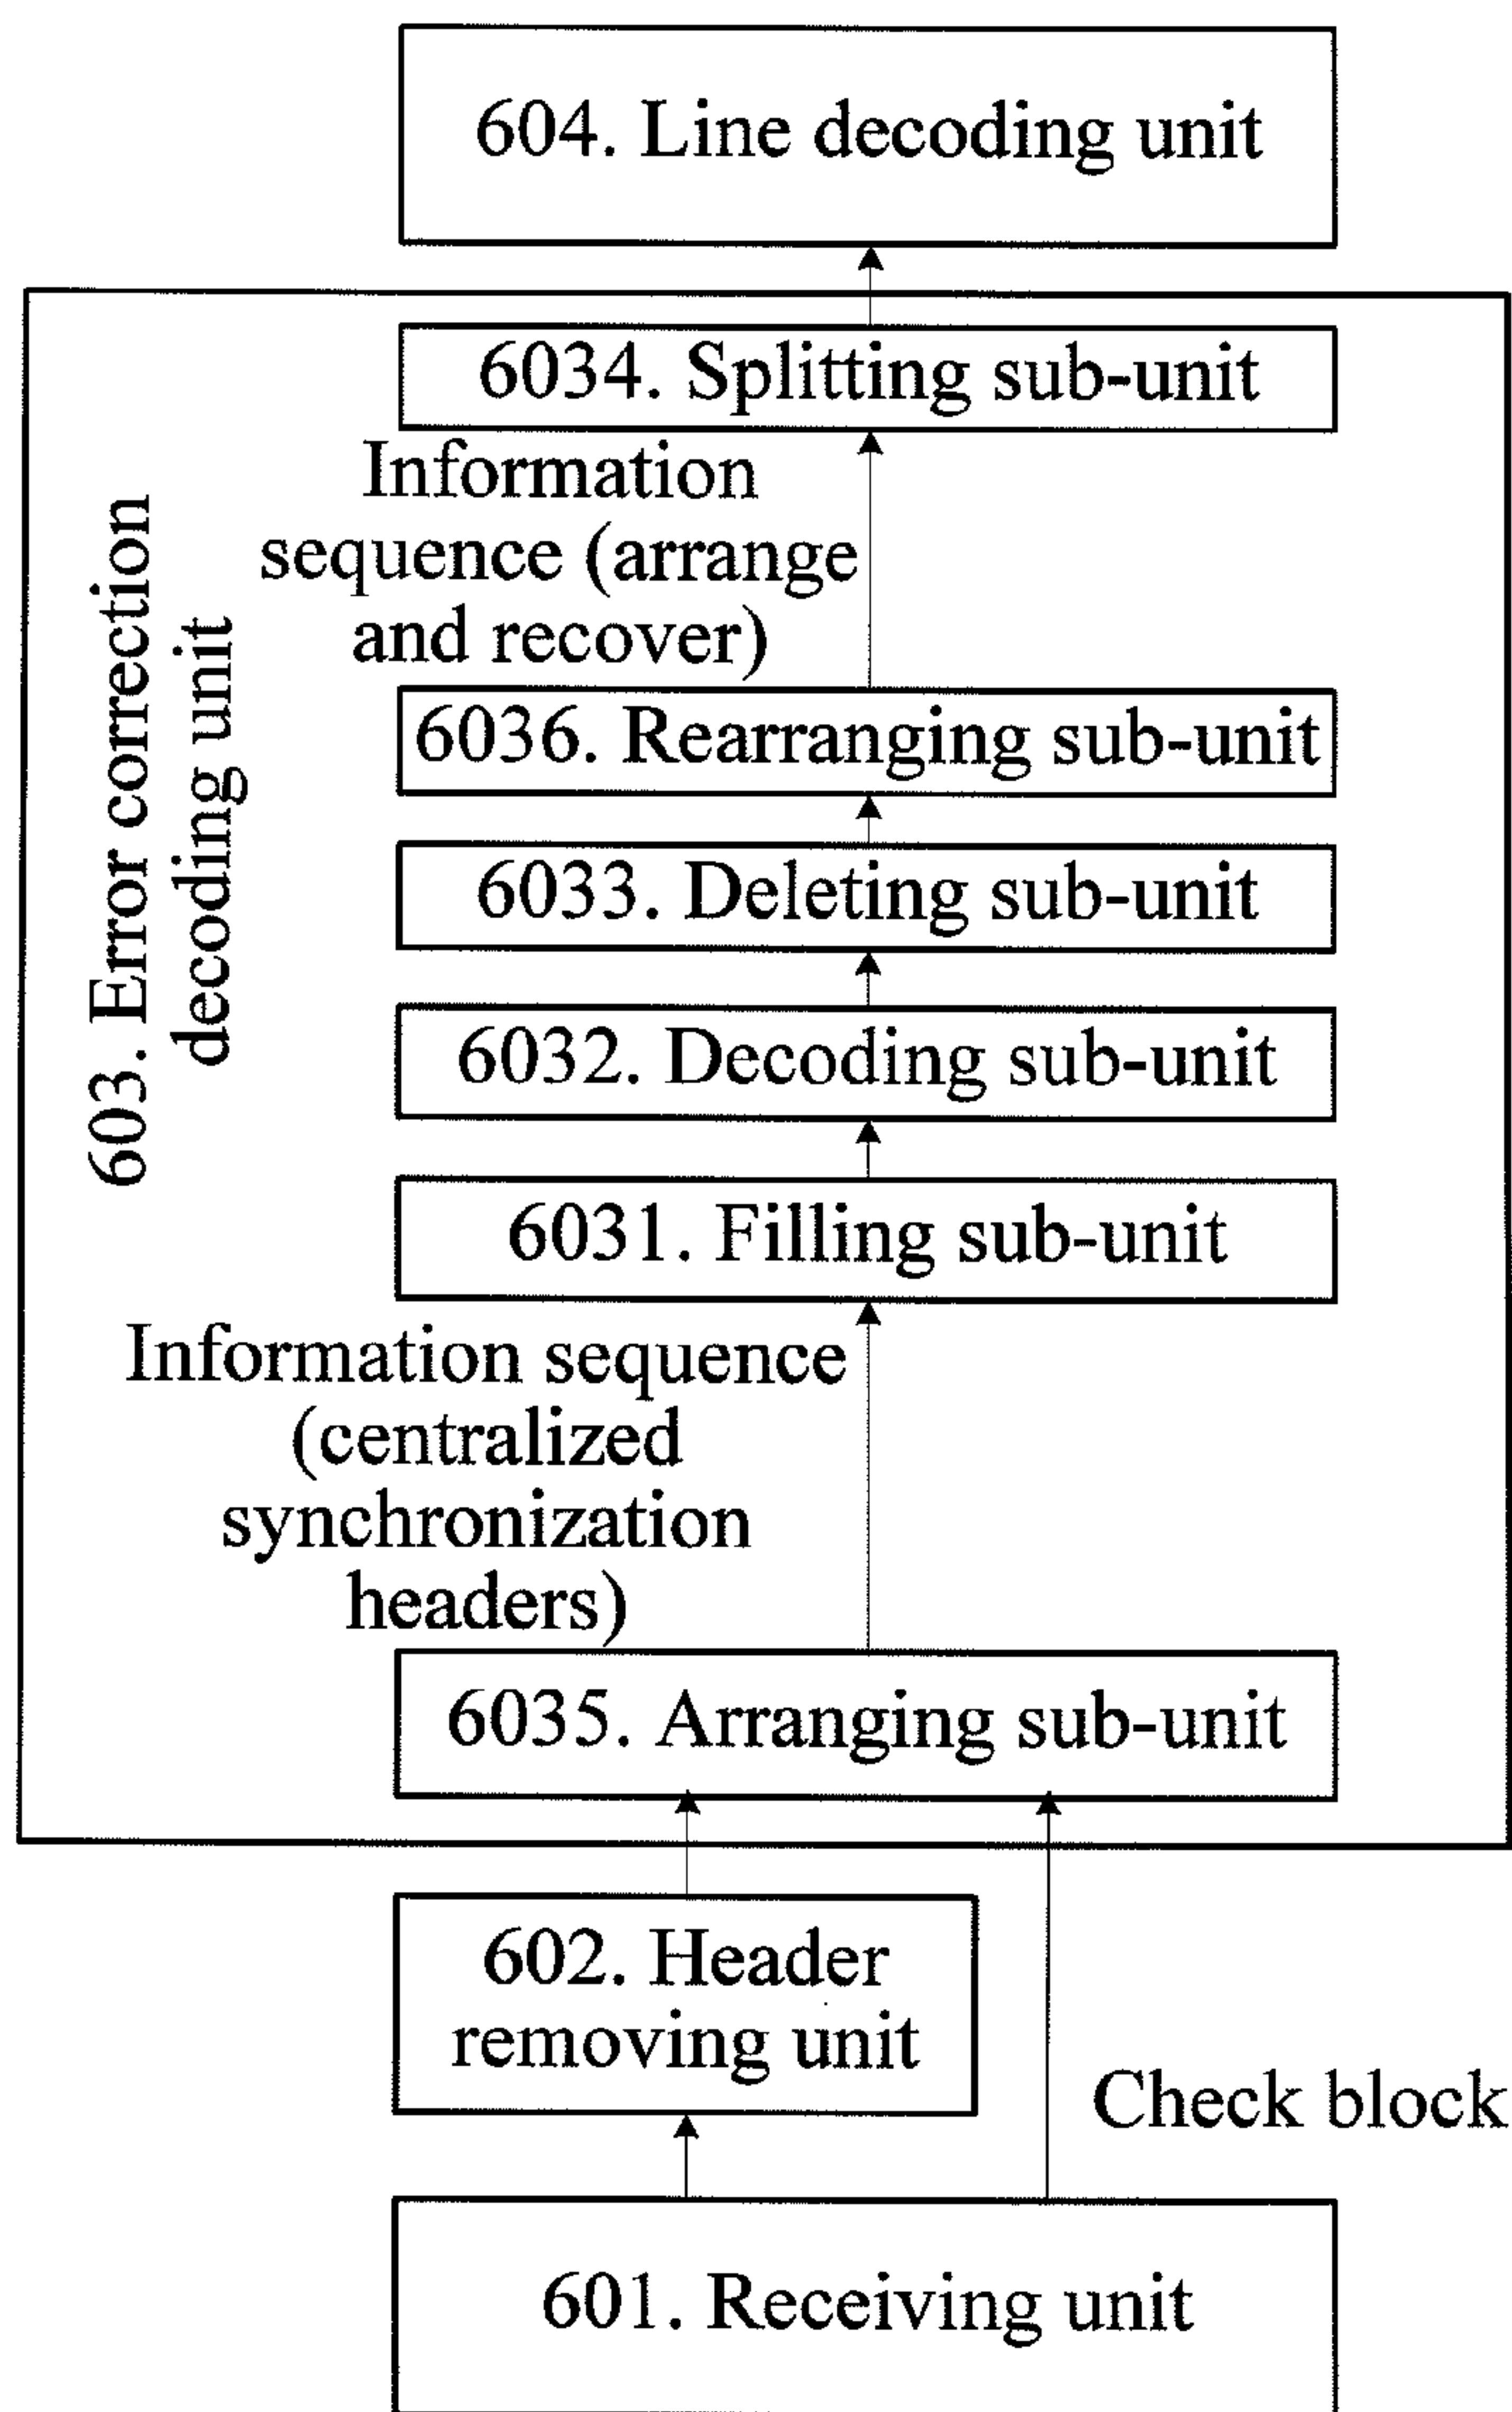 604. Line decoding unit
6034. Splitting sub-unit
Information
sequence (arrange
and recover)
603. Error correction
decoding unit
6036. Rearranging sub-unit
6033. Deleting sub-unit
6032. Decoding sub-unit
6031. Filling sub-unit
Information sequence
(centralized
synchronization
headers)
6035. Arranging sub-unit
602. Header
removing unit
Check block
601. Receiving unit